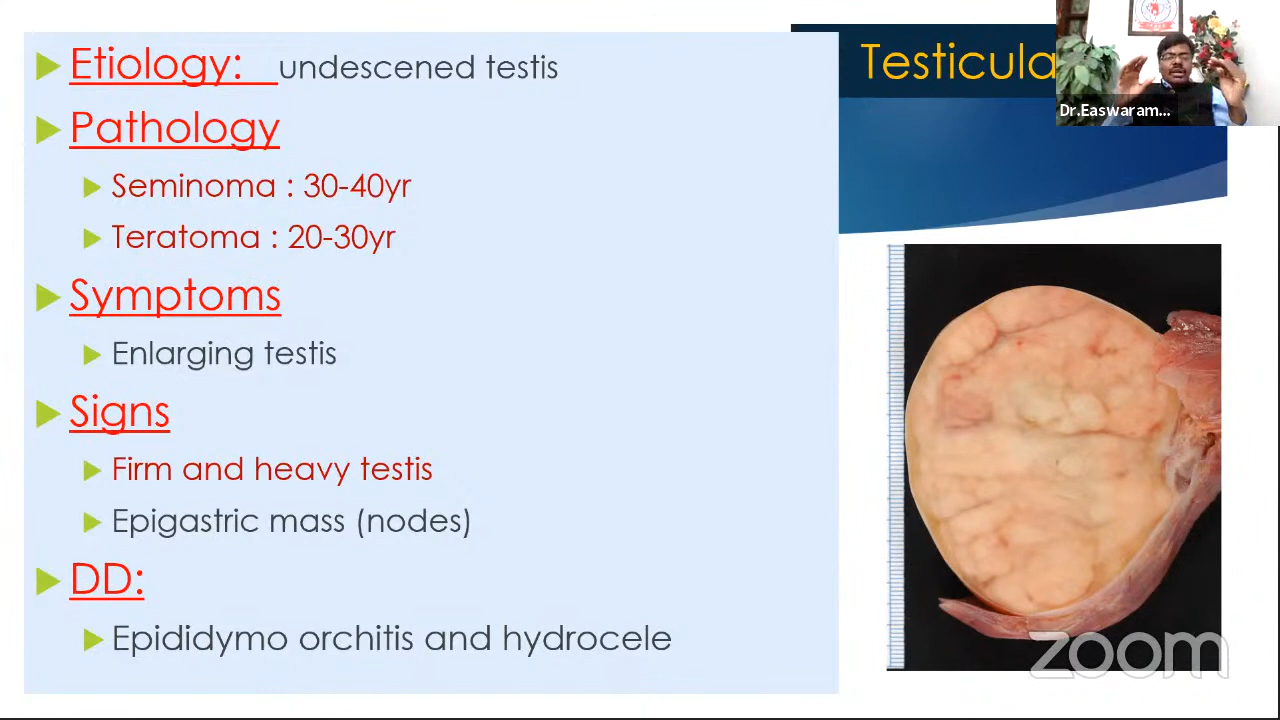 Etiology: undescened testis
Testicula
Dr.Easwaram...
Pathology
Seminoma : 30-40yr
Teratoma : 20-30yr
Symptoms
Enlarging testis
Signs
Firm and heavy testis
Epigastric mass (nodes)
DD:
Epididymo orchitis and hydrocele
zoom